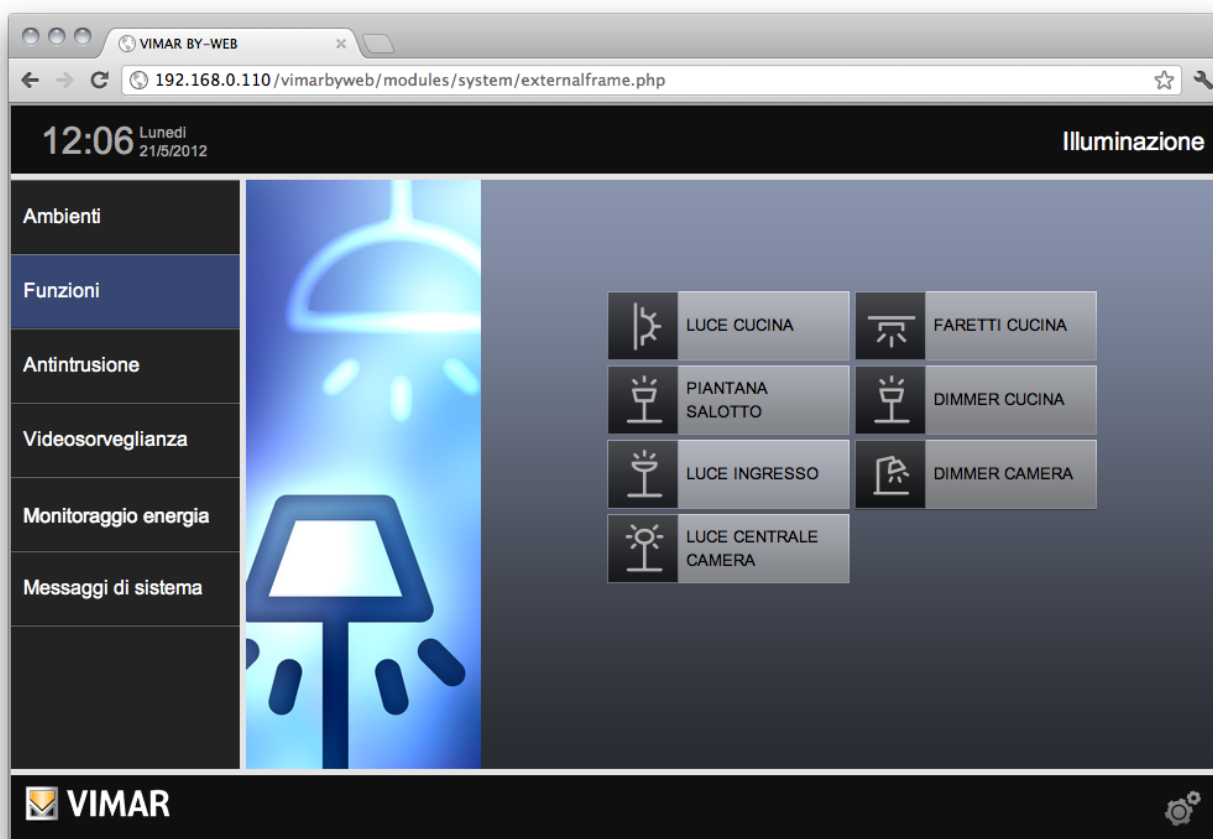 VIMAR BY-WEB
192.168.0.110/vimarbyweb/modules/system/externalframe.php
12:06 Lunedi
21/5/2012
Illuminazione
Ambienti
Funzioni
Antintrusione
Videosorveglianza
Monitoraggio energia
Messaggi di sistema
LUCE CUCINA
FARETTI CUCINA
PIANTANA
SALOTTO
DIMMER CUCINA
LUCE INGRESSO
DIMMER CAMERA
LUCE CENTRALE
CAMERA
VIMAR